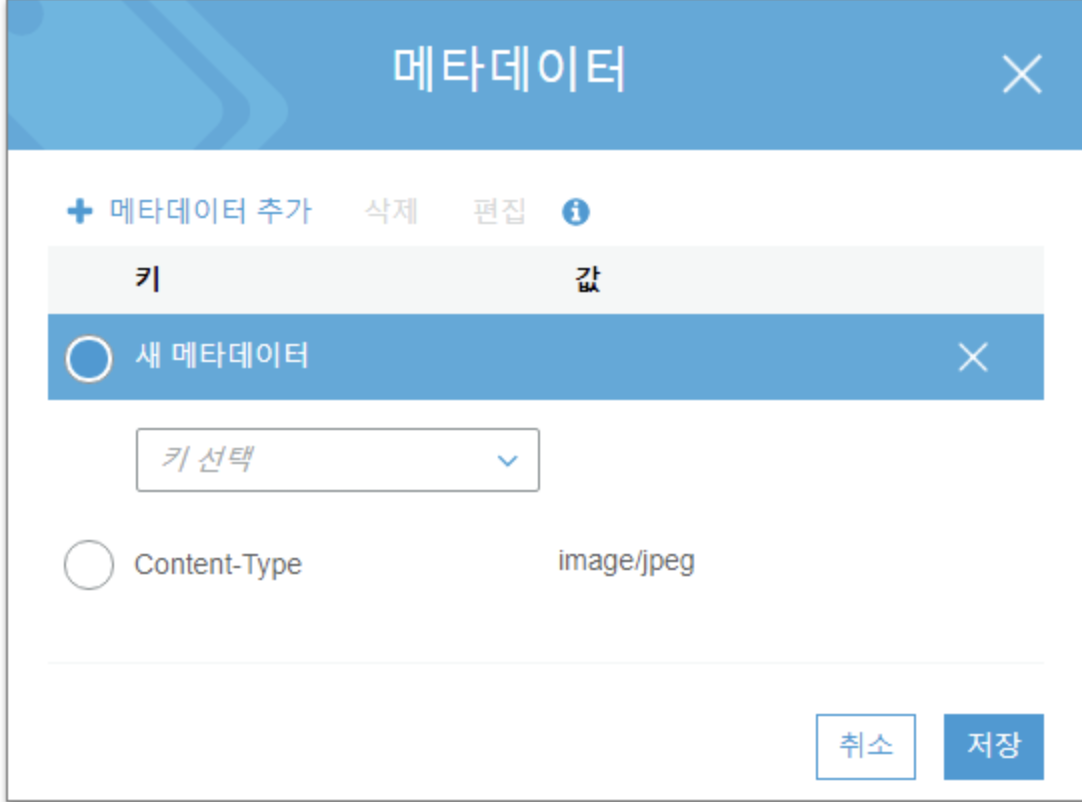 메타데이터
메타데이터 추가 삭제 편집
키 값
새 메타데이터
키 선택
Content-Type image/jpeg
취소 저장